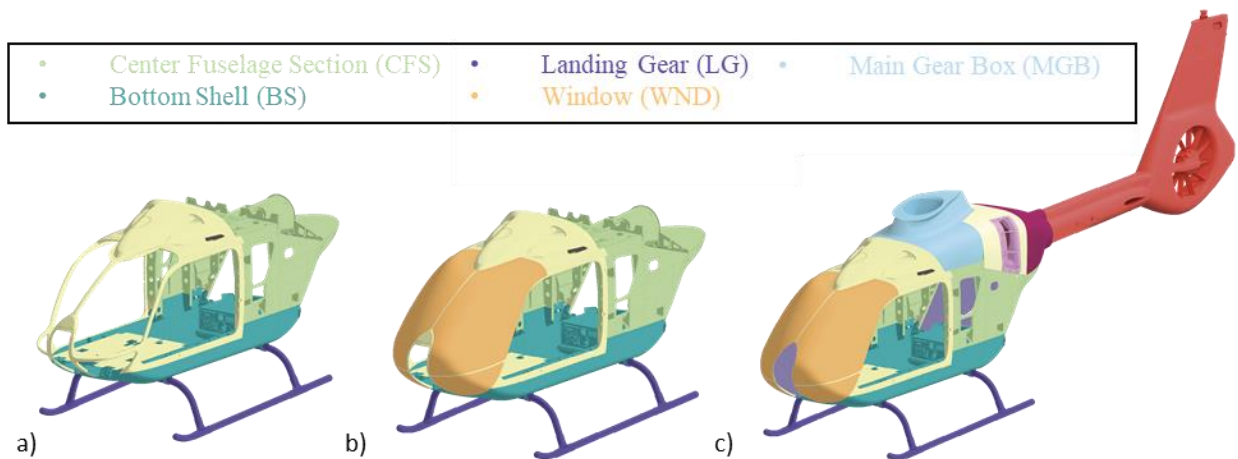 • Center Fuselage Section (CFS) • Landing Gear (LG) • Main Gear Box (MGB)
• Bottom Shell (BS) • Window (WND)
a) b) c)